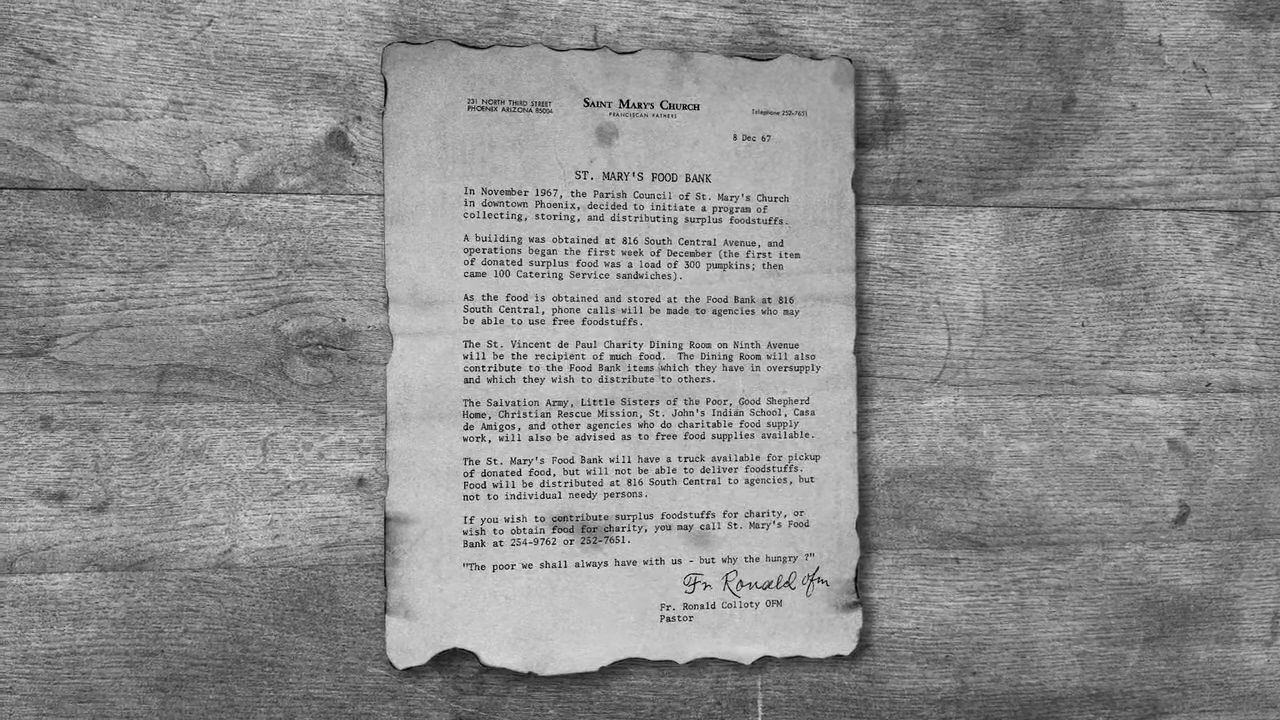 231 NORTH THIRD STREET
PHOENIX ARIZONA 85004
SAINT MARY'S CHURCH
FRANCISCAN FATHERS
Telephone 252-7651
8 Dec 67
ST. MARY'S FOOD BANK
In November 1967, the Parish Council of St. Mary's Church
in downtown Phoenix, decided to initiate a program of
collecting, storing, and distributing surplus foodstuffs.
A building was obtained at 816 South Central Avenue, and
operations began the first week of December (the first item
of donated surplus food was a load of 300 pumpkins; then
came 100 Catering Service sandwiches).
As the food is obtained and stored at the Food Bank at 816
South Central, phone calls will be made to agencies who may
be able to use free foodstuffs.
The St. Vincent de Paul Charity Dining Room on Ninth Avenue
will be the recipient of much food. The Dining Room will also
contribute to the Food Bank items which they have in oversupply
and which they wish to distribute to others.
The Salvation Army, Little Sisters of the Poor, Good Shepherd
Home, Christian Rescue Mission, St. John's Indian School, Casa
de Amigos, and other agencies who do charitable food supply
work, will also be advised as to free food supplies available.
The St. Mary's Food Bank will have a truck available for pickup
of donated food, but will not be able to deliver foodstuffs.
Food will be distributed at 816 South Central to agencies, but
not to individual needy persons.
If you wish to contribute surplus foodstuffs for charity, or
wish to obtain food for charity, you may call St. Mary's Food
Bank at 254-9762 or 252-7651.
"The poor we shall always have with us - but why the hungry ?"
Fr Ronald ofm
Fr. Ronald Colloty OFM
Pastor